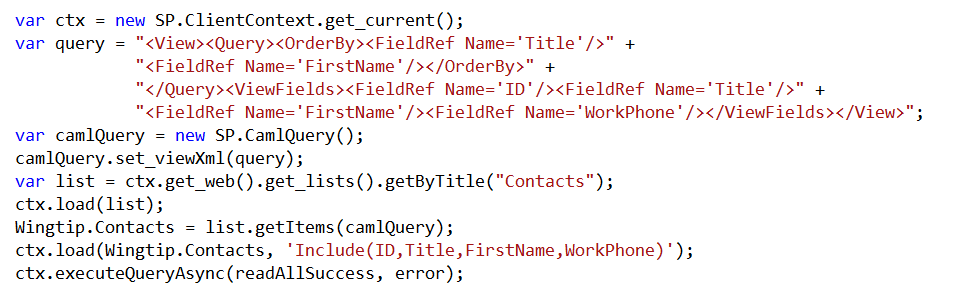 var ctx = new SP.ClientContext.get_current();
var query = "<View><Query><OrderBy><FieldRef Name='Title'/>" +
            "<FieldRef Name='FirstName'/></OrderBy>" +
            "</Query><ViewFields><FieldRef Name='ID'/><FieldRef Name='Title'/>" +
            "<FieldRef Name='FirstName'/><FieldRef Name='WorkPhone'/></ViewFields></View>";
var camlQuery = new SP.CamlQuery();
camlQuery.set_viewXml(query);
var list = ctx.get_web().get_lists().getByTitle("Contacts");
ctx.load(list);
Wingtip.Contacts = list.getItems(camlQuery);
ctx.load(Wingtip.Contacts, 'Include(ID,Title,FirstName,WorkPhone)');
ctx.executeQueryAsync(readAllSuccess, error);